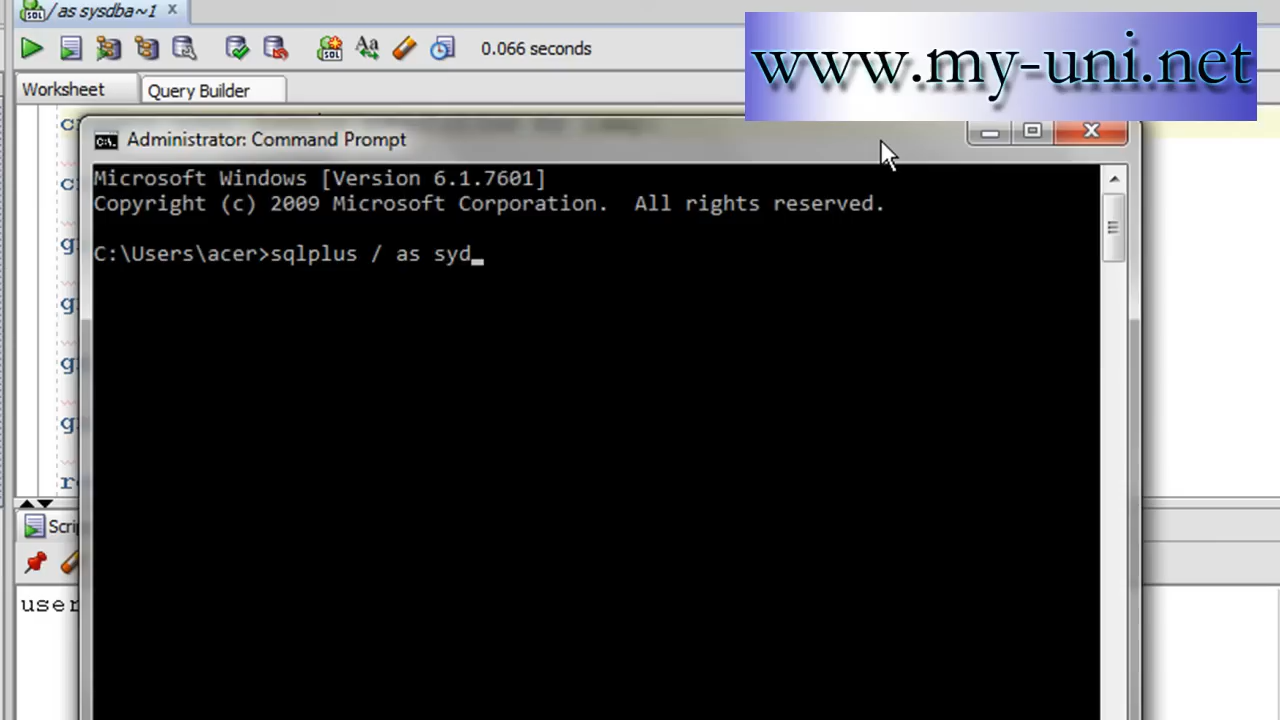 / as sysdba~1
0.066 seconds
www.my-uni.net
Worksheet
Query Builder
Administrator: Command Prompt
Microsoft Windows [Version 6.1.7601]
Copyright (c) 2009 Microsoft Corporation.  All rights reserved.
C:\Users\acer>sqlplus / as syd_
user